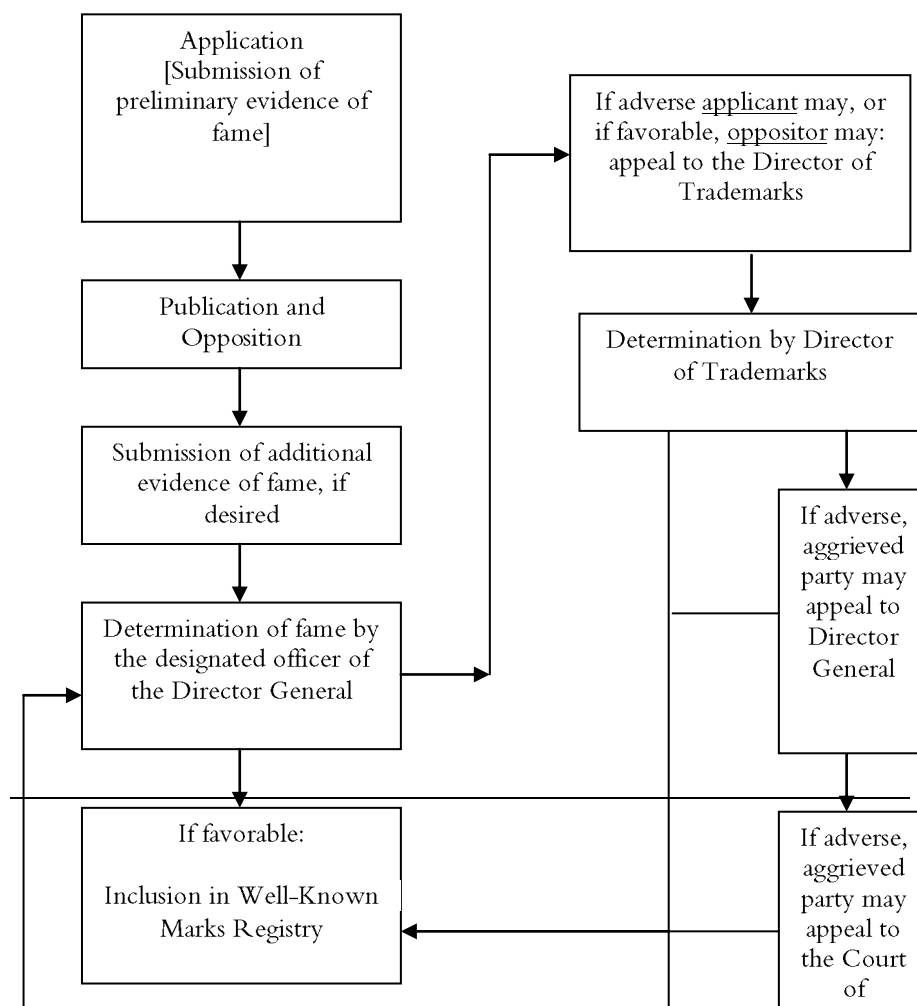 Application
[Submission of
preliminary evidence of
fame]
Publication and
Opposition
Submission of additional
evidence of fame, if
desired
Determination of fame by
the designated officer of
the Director General
If favorable:
Inclusion in Well-Known
Marks Registry
If adverse applicant may, or
if favorable, oppositor may:
appeal to the Director of
Trademarks
Determination by Director
of Trademarks
If adverse,
aggrieved
party may
appeal to
Director
General
If adverse,
aggrieved
party may
appeal to
the Court
of